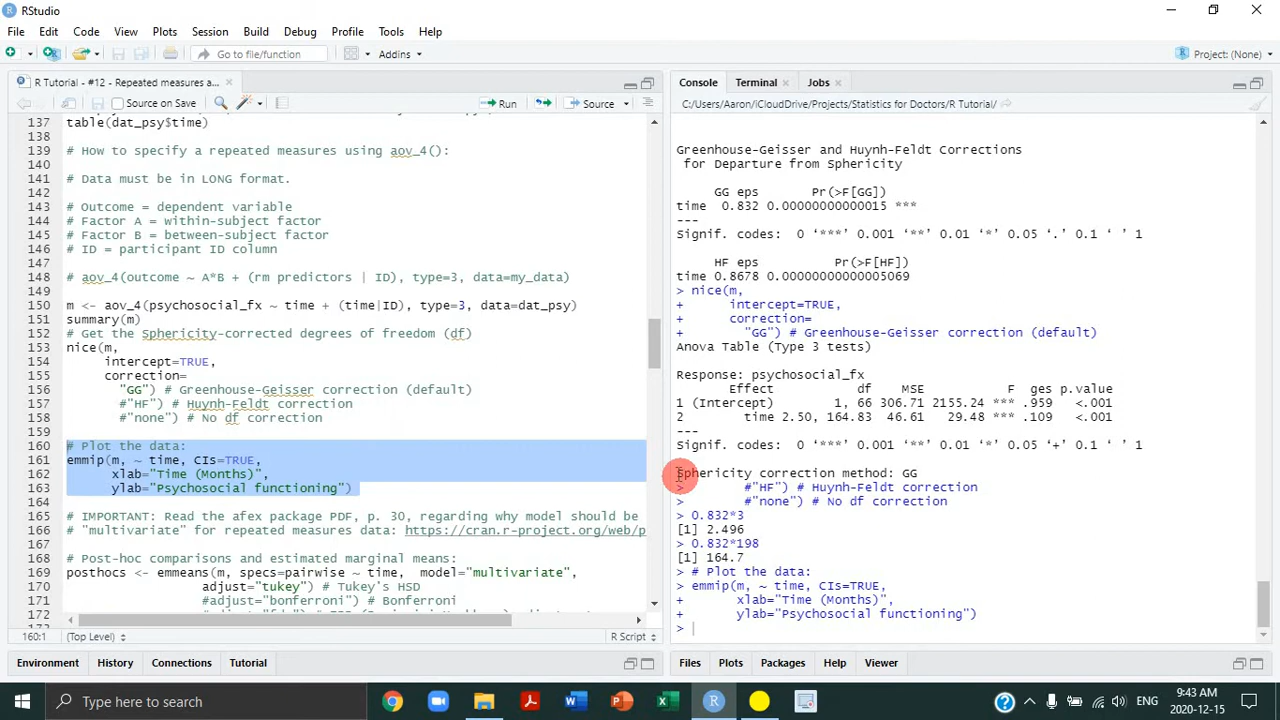 RStudio
File Edit Code View Plots Session Build Debug Profile Tools Help
Go to file/function Addins Project: (None)
R Tutorial - #12 - Repeated measures a...
Source on Save Run Source
137 table(dat_psy$time)
138
139 # How to specify a repeated measures using aov_4():
140
141 # Data must be in LONG format.
142
143 # Outcome = dependent variable
144 # Factor A = within-subject factor
145 # Factor B = between-subject factor
146 # ID = participant ID column
147
148 # aov_4(outcome ~ A*B + (rm predictors | ID), type=3, data=my_data)
149
150 m <- aov_4(psychosocial_fx ~ time + (time|ID), type=3, data=dat_psy)
151 summary(m)
152 # Get the Sphericity-corrected degrees of freedom (df)
153 nice(m,
154 intercept=TRUE,
155 correction=
156 "GG") # Greenhouse-Geisser correction (default)
157 #"HF") # Huynh-Feldt correction
158 #"none") # No df correction
159
160 # Plot the data:
161 emmip(m, ~ time, CIs=TRUE,
162 xlab="Time (Months)",
163 ylab="Psychosocial functioning")
164
165 # IMPORTANT: Read the afex package PDF, p. 30, regarding why model should be
166 # "multivariate" for repeated measures data: https://cran.r-project.org/web/p
167
168 # Post-hoc comparisons and estimated marginal means:
169 posthocs <- emmeans(m, specs=pairwise ~ time, model="multivariate",
170 adjust="tukey") # Tukey's HSD
171 #adjust="bonferroni") # Bonferroni
172
160:1 (Top Level) R Script
Environment History Connections Tutorial
Console Terminal Jobs
C:/Users/Aaron/iCloudDrive/Projects/Statistics for Doctors/R Tutorial/
Greenhouse-Geisser and Huynh-Feldt Corrections
for Departure from Sphericity
GG eps Pr(>F[GG])
time 0.832 0.00000000000015 ***
---
Signif. codes: 0 ‘***’ 0.001 ‘**’ 0.01 ‘*’ 0.05 ‘.’ 0.1 ‘ ’ 1
HF eps Pr(>F[HF])
time 0.8678 0.00000000000005069
> nice(m,
+ intercept=TRUE,
+ correction=
+ "GG") # Greenhouse-Geisser correction (default)
Anova Table (Type 3 tests)
Response: psychosocial_fx
Effect df MSE F ges p.value
1 (Intercept) 1, 66 306.71 2155.24 *** .959 <.001
2 time 2.50, 164.83 46.61 29.48 *** .109 <.001
---
Signif. codes: 0 ‘***’ 0.001 ‘**’ 0.01 ‘*’ 0.05 ‘+’ 0.1 ‘ ’ 1
Sphericity correction method: GG
> #"HF") # Huynh-Feldt correction
> #"none") # No df correction
> 0.832*3
[1] 2.496
> 0.832*198
[1] 164.7
> # Plot the data:
> emmip(m, ~ time, CIs=TRUE,
+ xlab="Time (Months)",
+ ylab="Psychosocial functioning")
>
Files Plots Packages Help Viewer
Type here to search
ENG
9:43 AM
2020-12-15